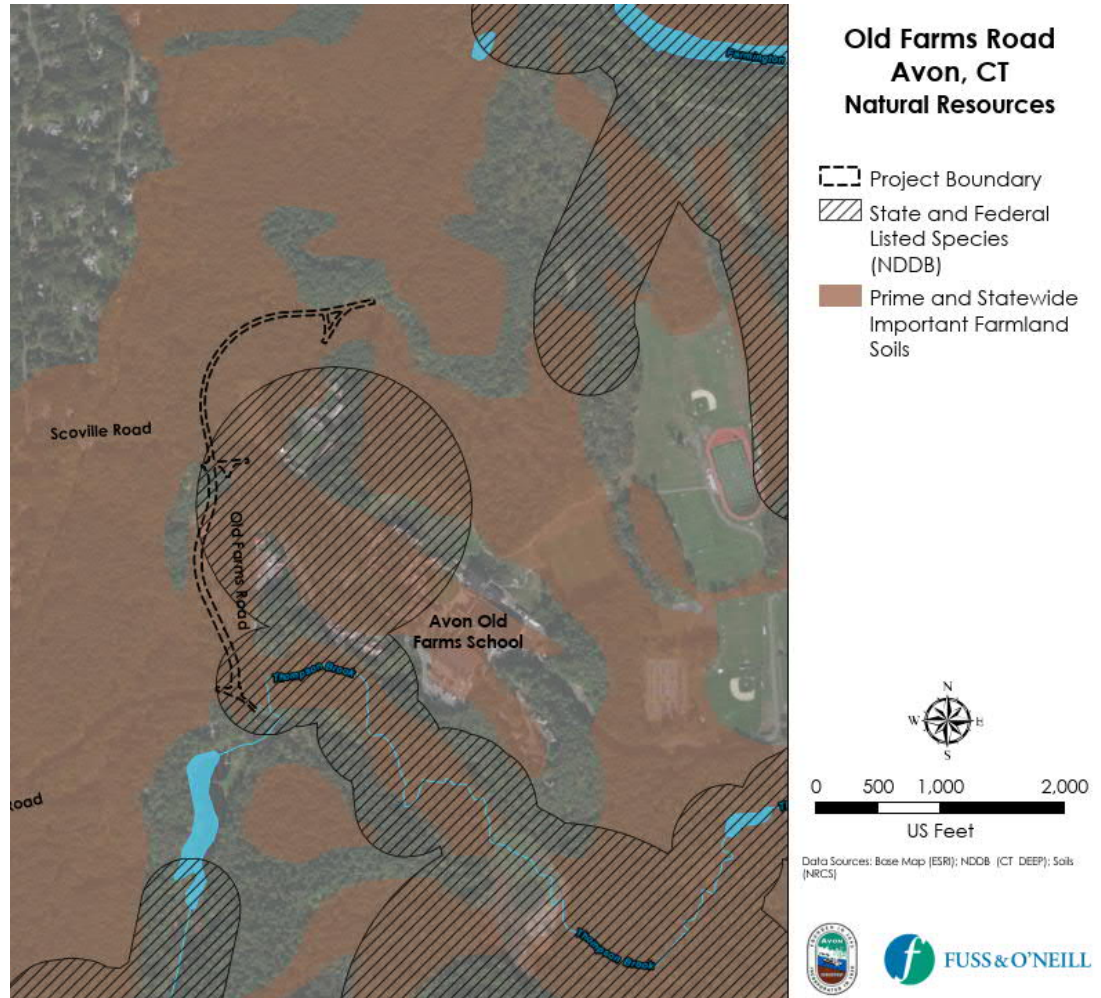 Farmington
Scoville Road
Old Farms Road
Avon Old
Farms School
Thompson Brook
oad
Thompson Brook
Old Farms Road
Avon, CT
Natural Resources
Project Boundary
State and Federal
Listed Species
(NDDB)
Prime and Statewide
Important Farmland
Soils
N
W E
S
0 500 1,000 2,000
US Feet
Data Sources: Base Map (ESRI); NDDB (CT DEEP); Soils
(NRCS)
AVON
FUSS & O'NEILL